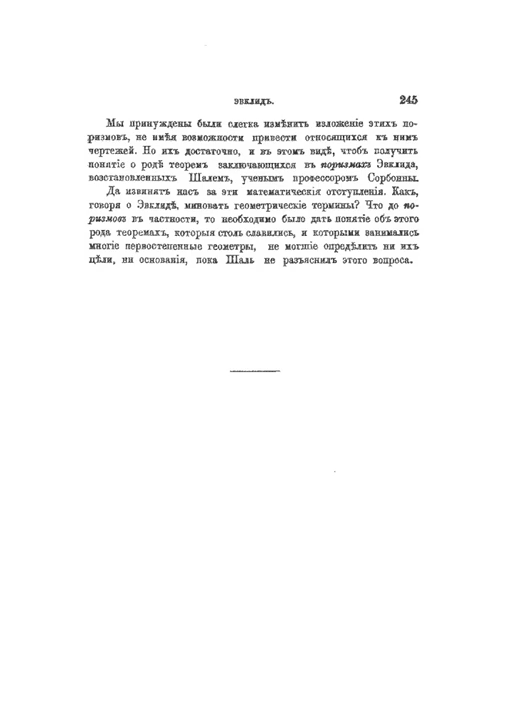 ЭВКЛИДЪ. 245
Мы принуждены были слегка измѣнить изложеніе этихъ по-
ризмовъ, не имѣя возможности привести относящихся къ нимъ
чертежей. Но ихъ достаточно, и въ этомъ видѣ, чтобъ получить
понятіе о родѣ теоремъ заключающихся въ поризмахъ Эвклида,
возстановленныхъ Шалемъ, ученымъ профессоромъ Сорбонны.
Да извинятъ насъ за эти математическія отступленія. Какъ,
говоря о Эвклидѣ, миновать геометрическіе термины? Что до по-
ризмовъ въ частности, то необходимо было дать понятіе объ этого
рода теоремахъ, которыя столь славились, и которыми занимались
многіе первостепенные геометры, не могшіе опредѣлить ни ихъ
цѣли, ни основанія, пока Шаль не разъяснилъ этого вопроса.